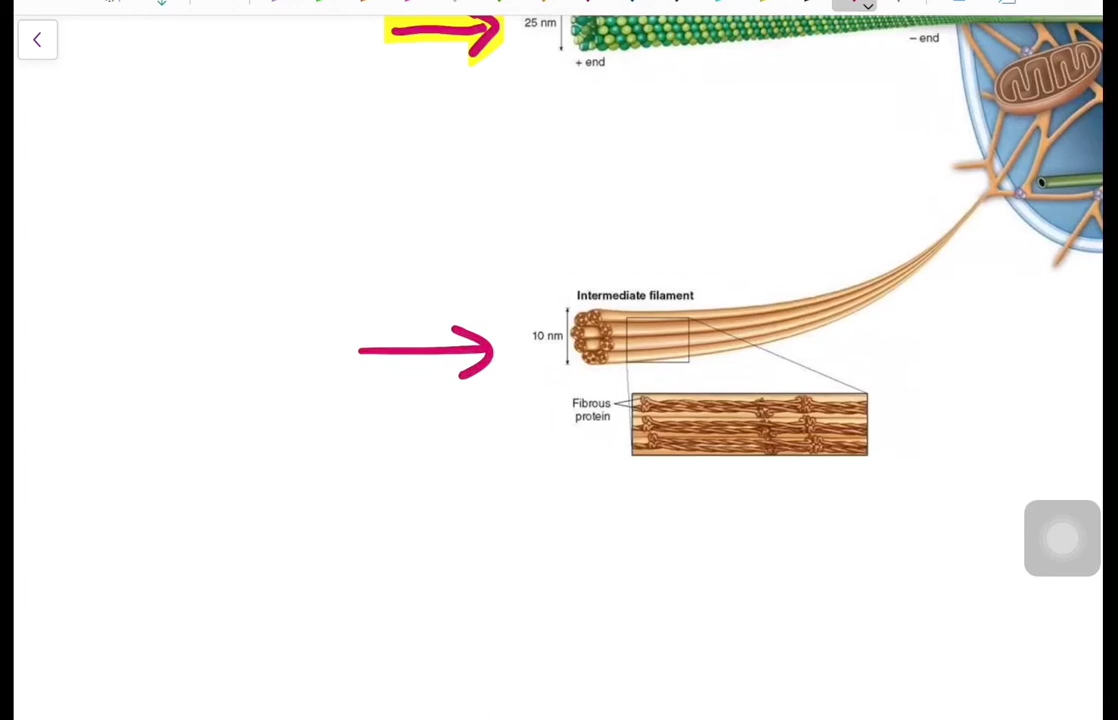 25 nm
– end
+ end
Intermediate filament
10 nm
Fibrous
protein